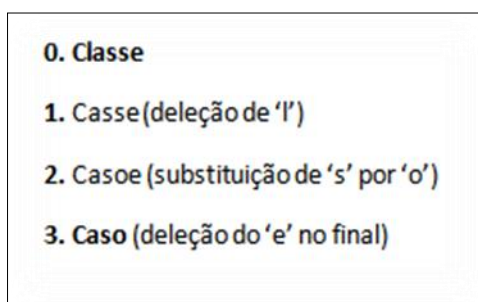 0. Classe
1. Casse (deleção de ‘l’)
2. Casoe (substituição de ‘s’ por ‘o’)
3. Caso (deleção do ‘e’ no final)